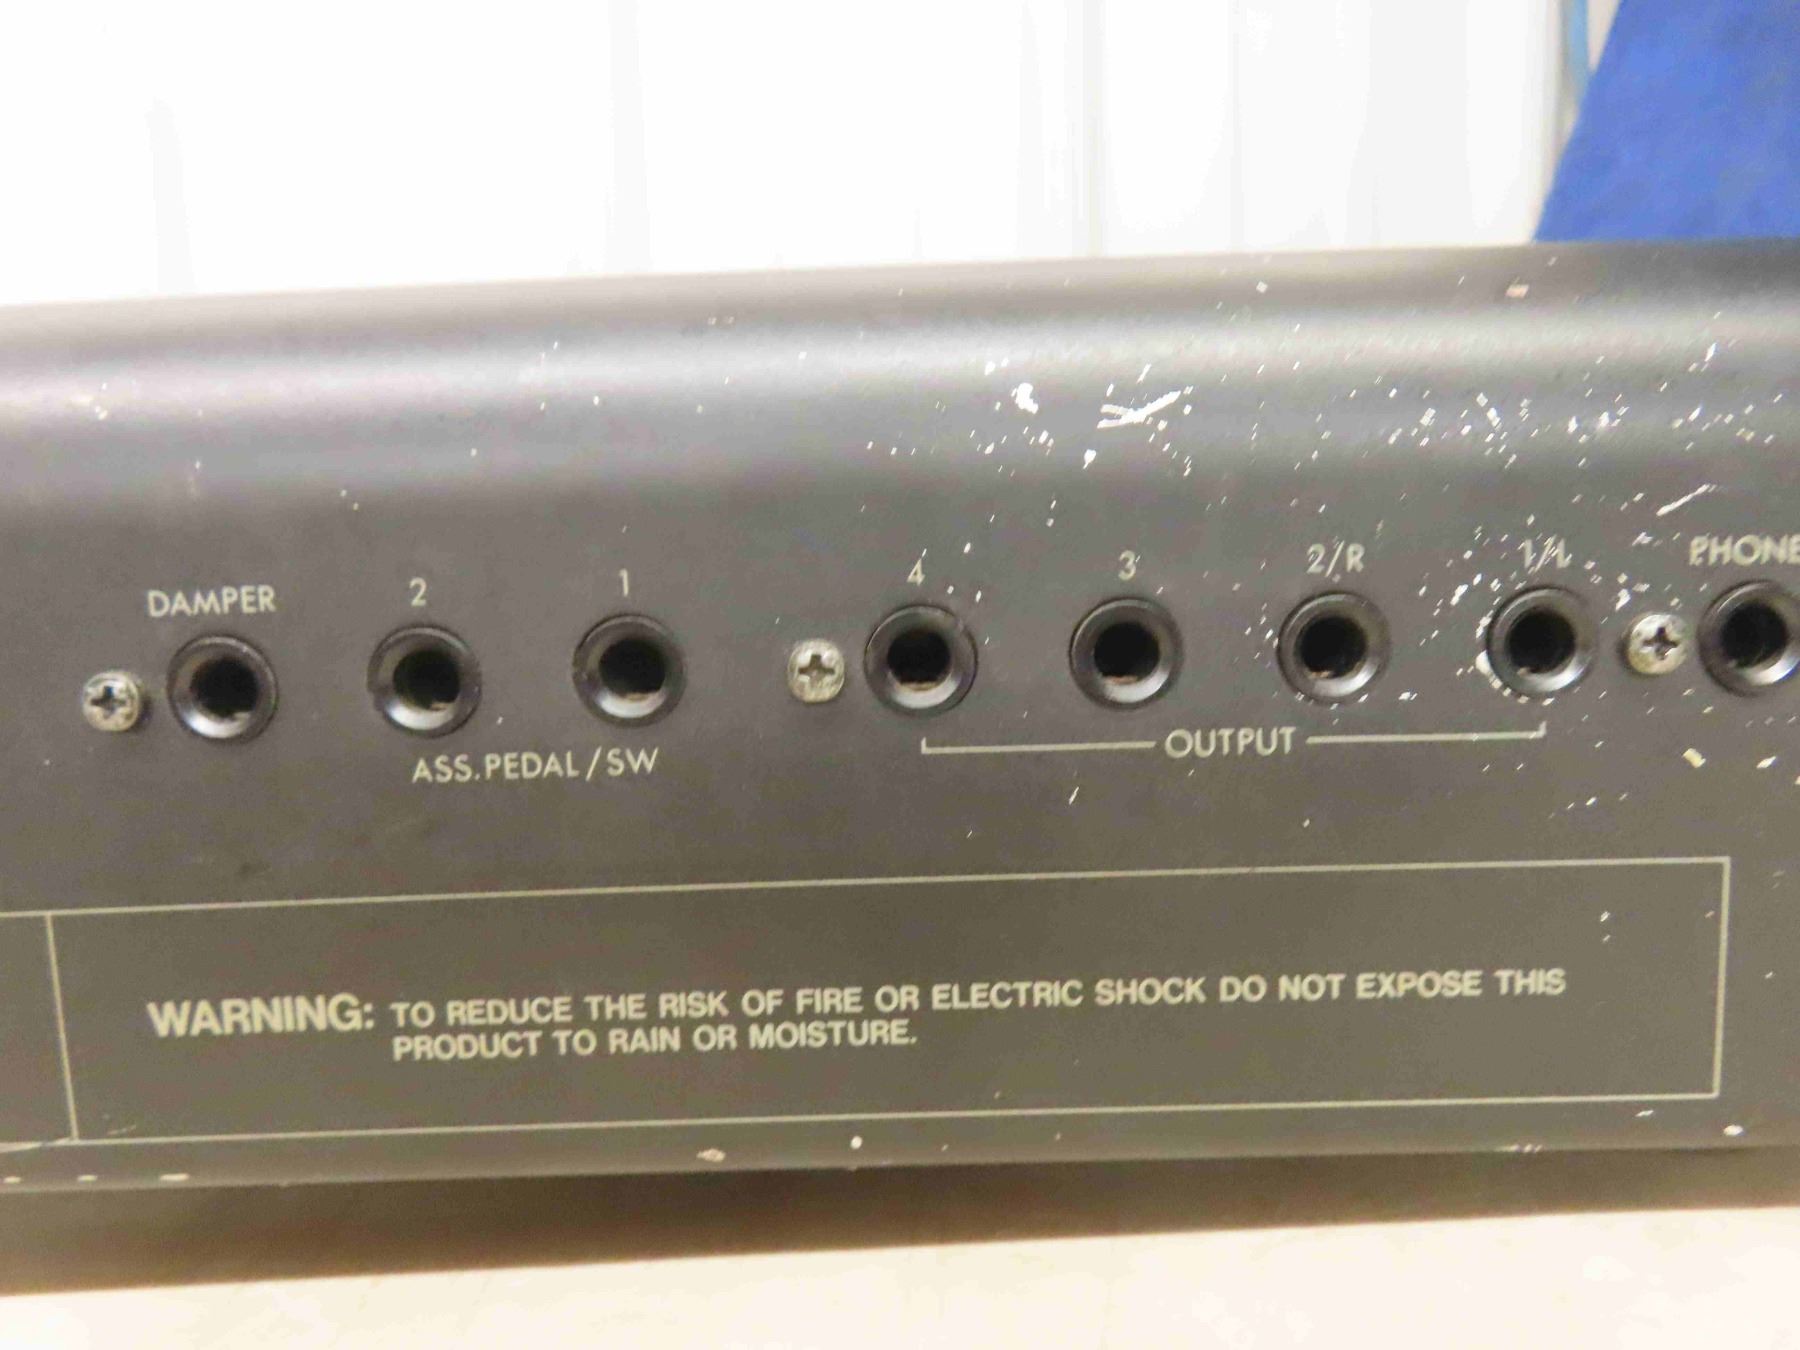 DAMPER 2 1 4 3 2/R 1/L PHONE
ASS.PEDAL/SW OUTPUT
WARNING: TO REDUCE THE RISK OF FIRE OR ELECTRIC SHOCK DO NOT EXPOSE THIS
PRODUCT TO RAIN OR MOISTURE.